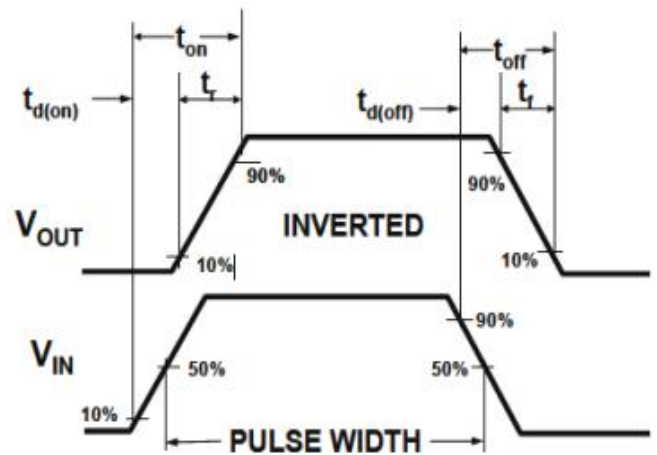 t_on t_off
t_d(on) t_r t_d(off) t_f
90% 90%
V_OUT INVERTED
10% 10%
90%
V_IN 50% 50%
10%
PULSE WIDTH